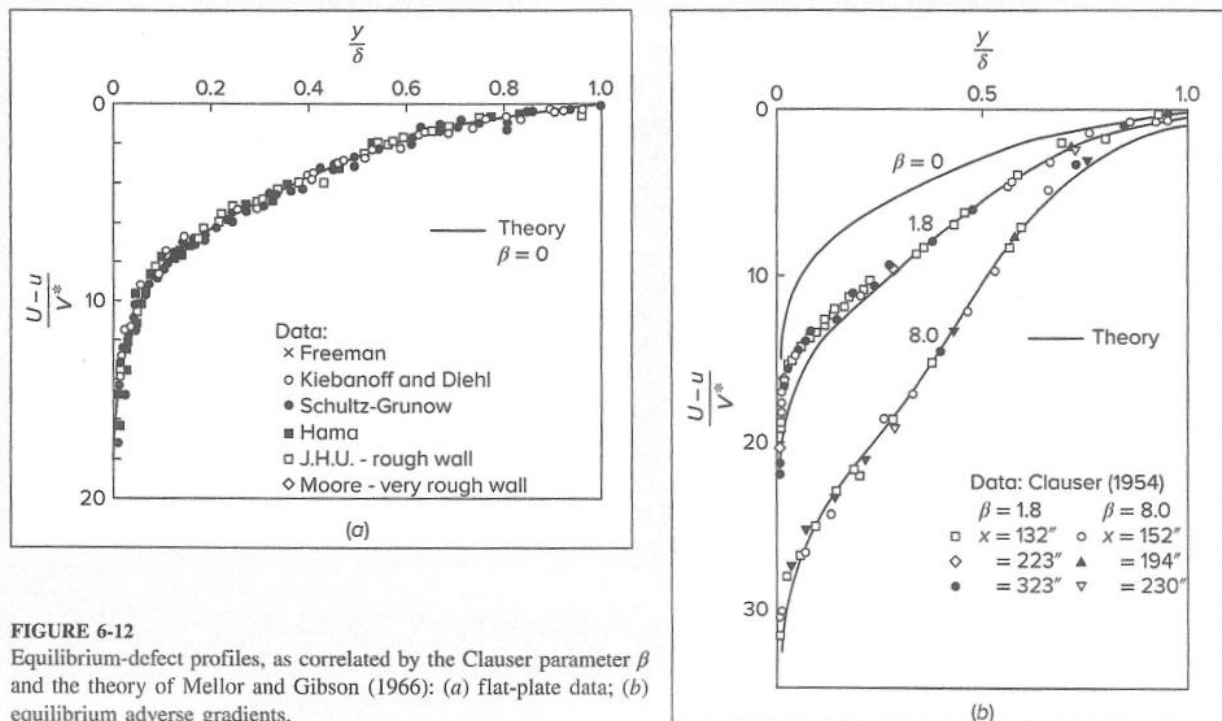 y/δ
0 0.2 0.4 0.6 0.8 1.0
0
10
20
U – u / V*
Theory
β = 0
Data:
× Freeman
○ Kiebanoff and Diehl
● Schultz-Grunow
■ Hama
□ J.H.U. - rough wall
◇ Moore - very rough wall
(a)
y/δ
0 0.5 1.0
0
10
20
30
U – u / V*
β = 0
1.8
8.0
Theory
Data: Clauser (1954)
β = 1.8 β = 8.0
□ x = 132″ ○ x = 152″
◇ = 223″ ▲ = 194″
● = 323″ ▽ = 230″
(b)
FIGURE 6-12
Equilibrium-defect profiles, as correlated by the Clauser parameter β
and the theory of Mellor and Gibson (1966): (a) flat-plate data; (b)
equilibrium adverse gradients.